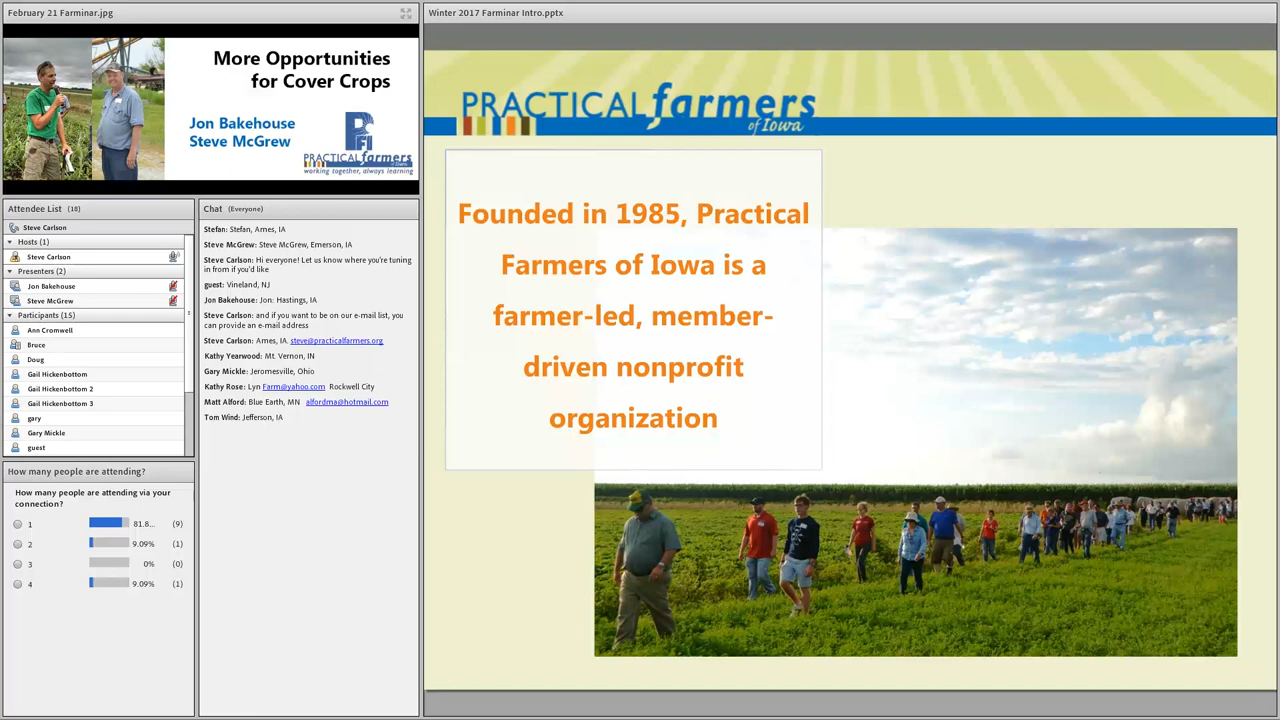 February 21 Farminar.jpg
More Opportunities
for Cover Crops
Jon Bakehouse
Steve McGrew
PFI
PRACTICAL farmers
of Iowa
working together, always learning
Attendee List (18)
Steve Carlson
Hosts (1)
Steve Carlson
Presenters (2)
Jon Bakehouse
Steve McGrew
Participants (15)
Ann Cromwell
Bruce
Doug
Gail Hickenbottom
Gail Hickenbottom 2
Gail Hickenbottom 3
gary
Gary Mickle
guest
Chat (Everyone)
Stefan: Stefan, Ames, IA
Steve McGrew: Steve McGrew, Emerson, IA
Steve Carlson: Hi everyone! Let us know where you're tuning
in from if you'd like
guest: Vineland, NJ
Jon Bakehouse: Jon: Hastings, IA
Steve Carlson: and if you want to be on our e-mail list, you
can provide an e-mail address
Steve Carlson: Ames, IA. steve@practicalfarmers.org
Kathy Yearwood: Mt. Vernon, IN
Gary Mickle: Jeromesville, Ohio
Kathy Rose: Lyn Farm@yahoo.com Rockwell City
Matt Alford: Blue Earth, MN alfordma@hotmail.com
Tom Wind: Jefferson, IA
How many people are attending?
How many people are attending via your
connection?
1 81.8... (9)
2 9.09% (1)
3 0% (0)
4 9.09% (1)
Winter 2017 Farminar Intro.pptx
PRACTICAL farmers
of Iowa
Founded in 1985, Practical
Farmers of Iowa is a
farmer-led, member-
driven nonprofit
organization